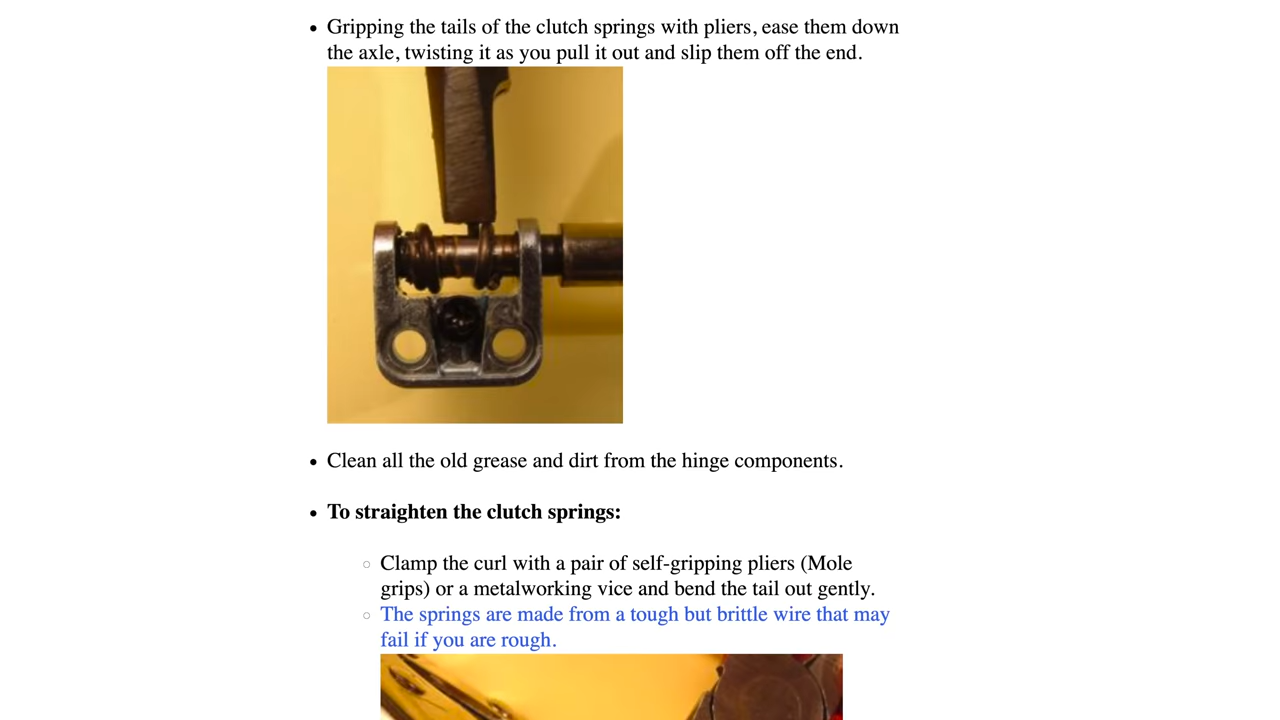 Gripping the tails of the clutch springs with pliers, ease them down
the axle, twisting it as you pull it out and slip them off the end.
Clean all the old grease and dirt from the hinge components.
To straighten the clutch springs:
Clamp the curl with a pair of self-gripping pliers (Mole
grips) or a metalworking vice and bend the tail out gently.
The springs are made from a tough but brittle wire that may
fail if you are rough.